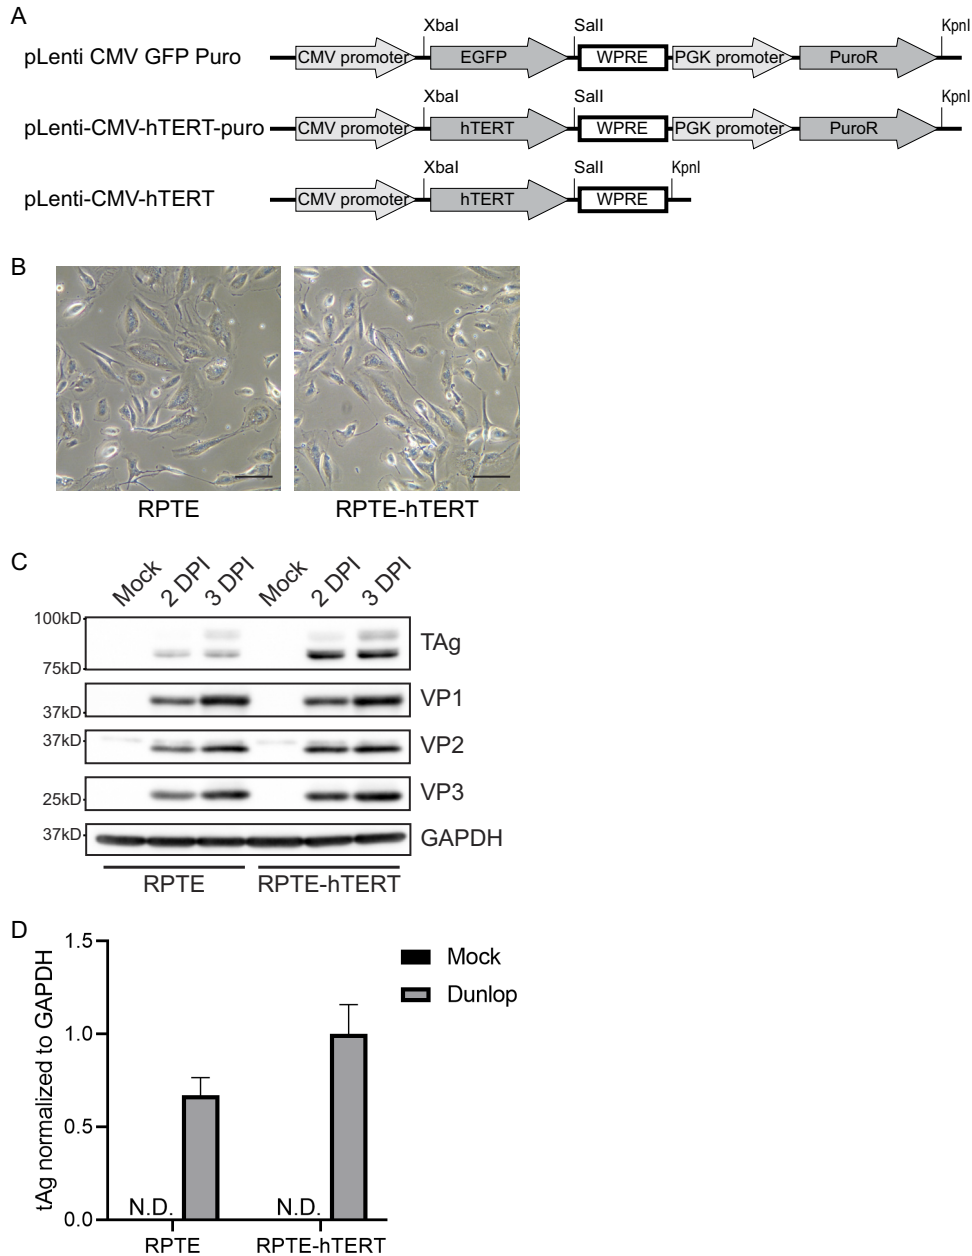 A
XbaI SalI KpnI
pLenti CMV GFP Puro CMV promoter EGFP WPRE PGK promoter PuroR
XbaI SalI KpnI
pLenti-CMV-hTERT-puro CMV promoter hTERT WPRE PGK promoter PuroR
XbaI SalI KpnI
pLenti-CMV-hTERT CMV promoter hTERT WPRE
B
RPTE RPTE-hTERT
C
Mock 2 DPI 3 DPI Mock 2 DPI 3 DPI
100kD
TAg
75kD
VP1
37kD
37kD
VP2
VP3
25kD
37kD
GAPDH
RPTE RPTE-hTERT
D
tAg normalized to GAPDH
1.5
1.0
0.5
0.0
Mock
Dunlop
N.D. N.D.
RPTE RPTE-hTERT